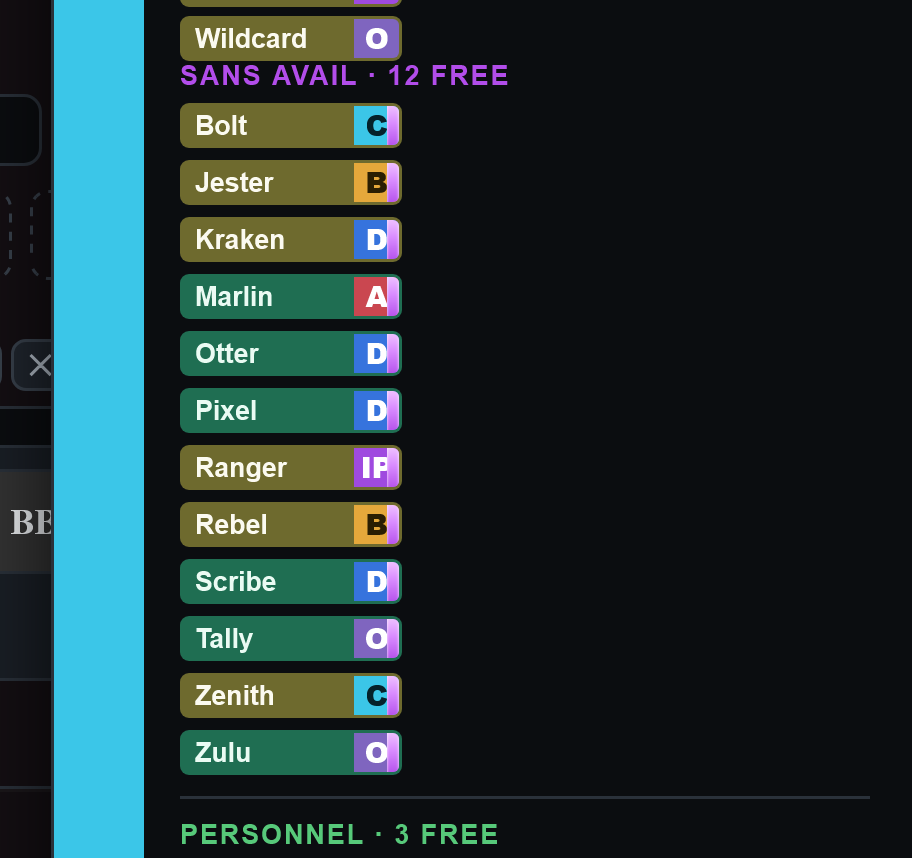 Wildcard O
SANS AVAIL · 12 FREE
Bolt C
Jester B
Kraken D
Marlin A
Otter D
Pixel D
Ranger IP
Rebel B
Scribe D
Tally O
Zenith C
Zulu O
PERSONNEL · 3 FREE